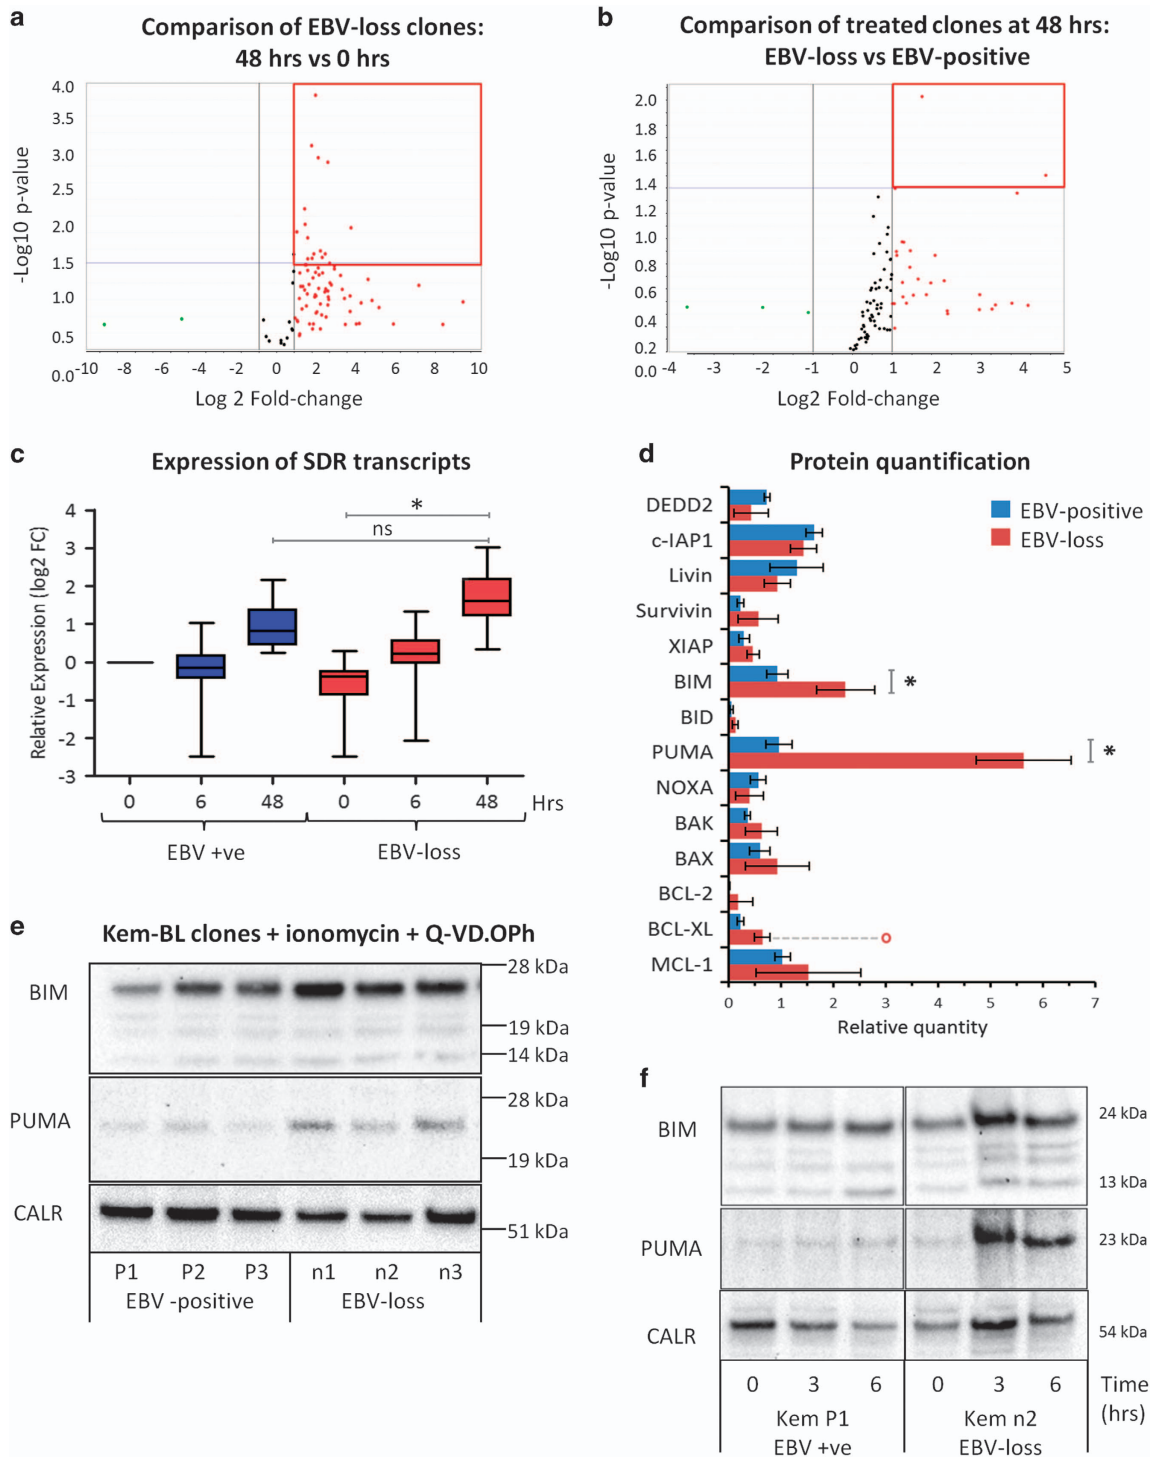 a
Comparison of EBV-loss clones:
48 hrs vs 0 hrs
-Log10 p-value
4.0
3.5
3.0
2.5
2.0
1.5
1.0
0.5
0.0
-10 -8 -6 -4 -2 0 2 4 6 8 10
Log 2 Fold-change
b
Comparison of treated clones at 48 hr:
EBV-loss vs EBV-positive
-Log10 p-value
2.0
1.8
1.6
1.4
1.2
1.0
0.8
0.6
0.4
0.2
0.0
-4 -3 -2 -1 0 1 2 3 4 5
Log2 Fold-change
c
Expression of SDR transcripts
Relative Expression (log2 FC)
4
3
2
1
0
-1
-2
-3
*
ns
0 6 48 0 6 48 Hrs
EBV +ve EBV-loss
d
Protein quantification
EBV-positive
EBV-loss
DEDD2
c-IAP1
Livin
Survivin
XIAP
BIM
*
BID
PUMA
*
NOXA
BAK
BAX
BCL-2
BCL-XL
MCL-1
0 1 2 3 4 5 6 7
Relative quantity
e
Kem-BL clones + ionomycin + Q-VD.OPh
BIM
28 kDa
19 kDa
14 kDa
PUMA
28 kDa
19 kDa
CALR
51 kDa
P1 P2 P3 n1 n2 n3
EBV -positive EBV-loss
f
BIM
24 kDa
13 kDa
PUMA
23 kDa
CALR
54 kDa
0 3 6 0 3 6 Time
(hrs)
Kem P1 Kem n2
EBV +ve EBV-loss